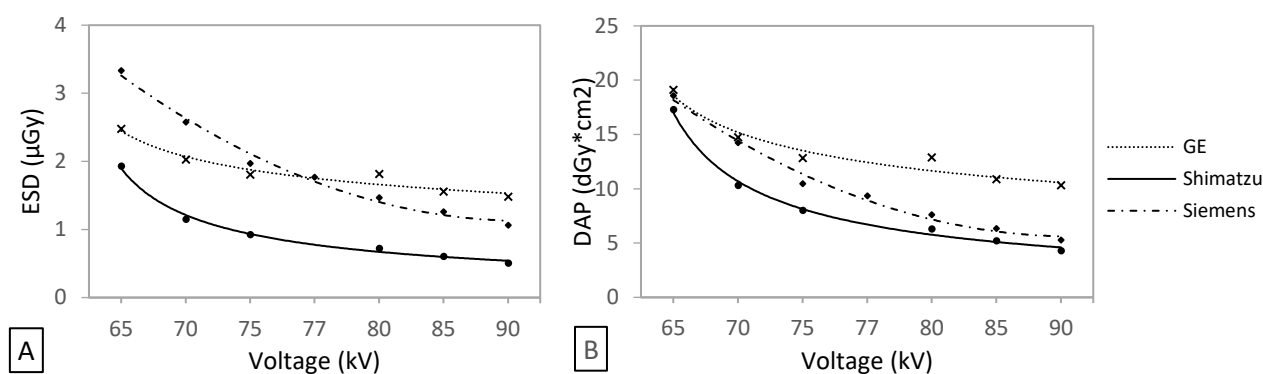 4
3
2
1
0
ESD (μGy)
65 70 75 77 80 85 90
Voltage (kV)
A
25
20
15
10
5
0
DAP (dGy*cm2)
65 70 75 77 80 85 90
Voltage (kV)
B
GE
Shimatzu
Siemens